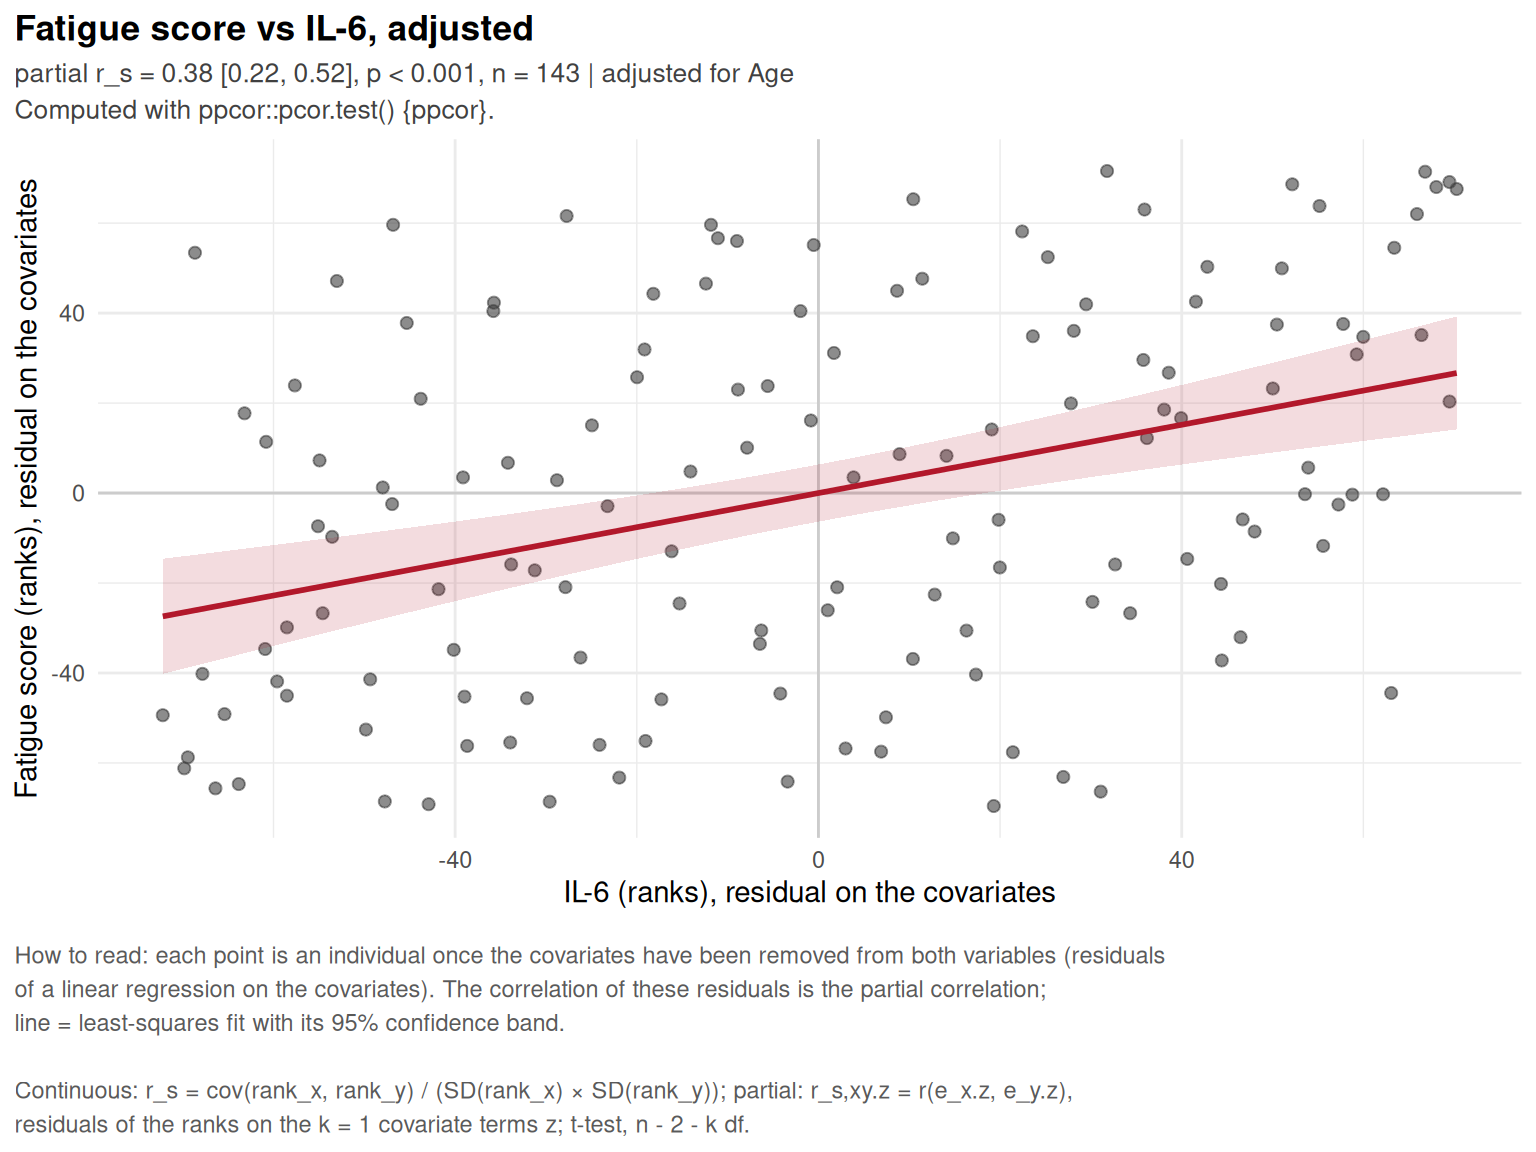 Fatigue score vs IL-6, adjusted
partial r_s = 0.38 [0.22, 0.52], p < 0.001, n = 143 | adjusted for Age
Computed with ppcor::pcor.test() {ppcor}.
Fatigue score (ranks), residual on the covariates
40
0
-40
-40
0
40
IL-6 (ranks), residual on the covariates
How to read: each point is an individual once the covariates have been removed from both variables (residuals
of a linear regression on the covariates). The correlation of these residuals is the partial correlation;
line = least-squares fit with its 95% confidence band.
Continuous: r_s = cov(rank_x, rank_y) / (SD(rank_x) × SD(rank_y)); partial: r_s,xy.z = r(e_x.z, e_y.z),
residuals of the ranks on the k = 1 covariate terms z; t-test, n - 2 - k df.